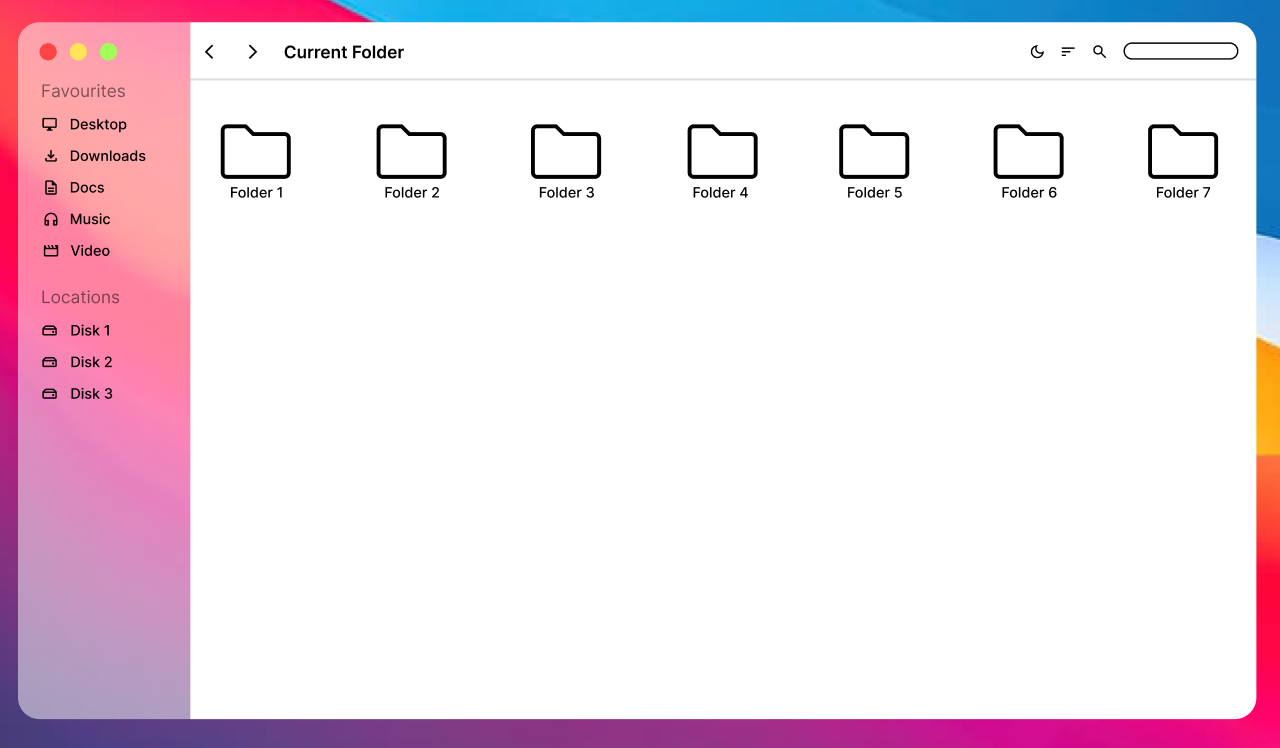 Current Folder
Favourites
Desktop
Downloads
Docs
Music
Video
Locations
Disk 1
Disk 2
Disk 3
Folder 1
Folder 2
Folder 3
Folder 4
Folder 5
Folder 6
Folder 7